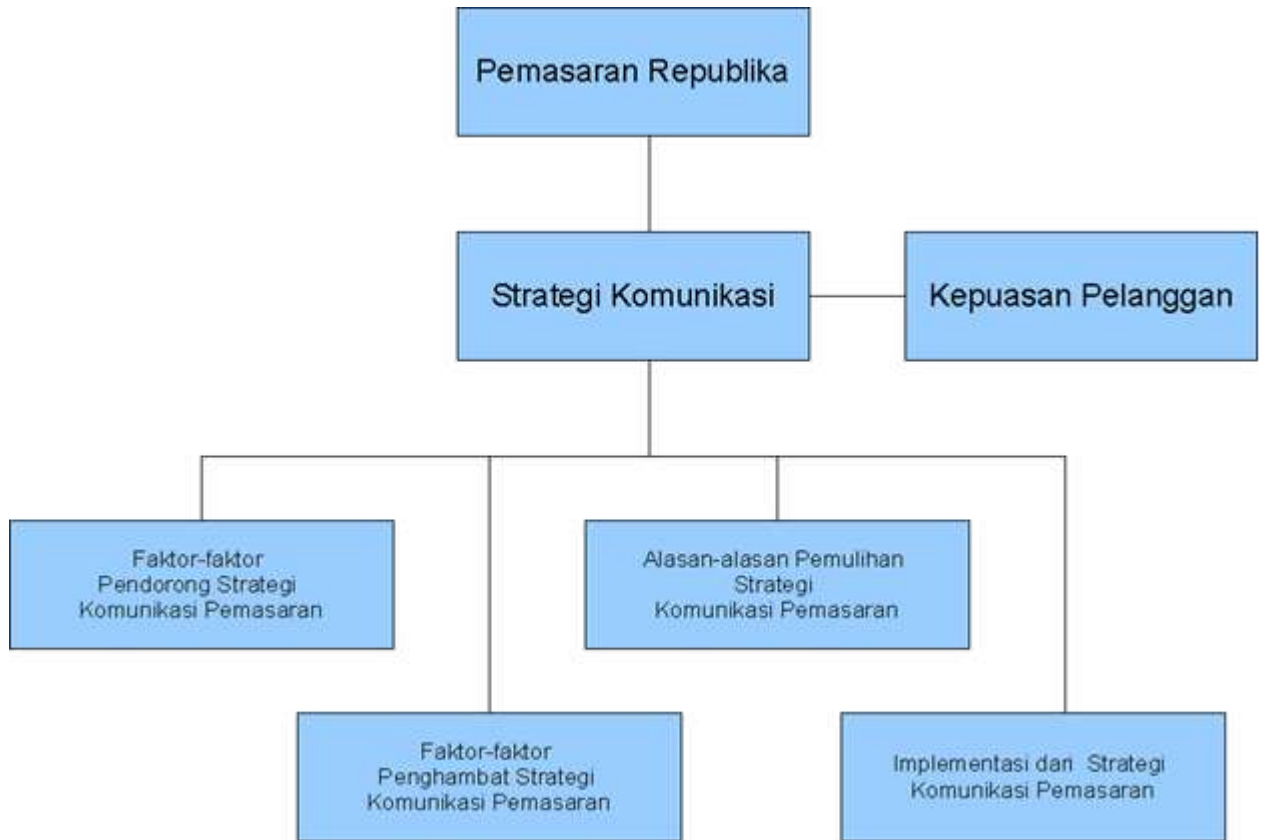 Pemasaran Republika
Strategi Komunikasi
Kepuasan Pelanggan
Faktor-faktor
Pendorong Strategi
Komunikasi Pemasaran
Alasan-alasan Pemulihan
Strategi
Komunikasi Pemasaran
Faktor-faktor
Penghambat Strategi
Komunikasi Pemasaran
Implementasi dari Strategi
Komunikasi Pemasaran